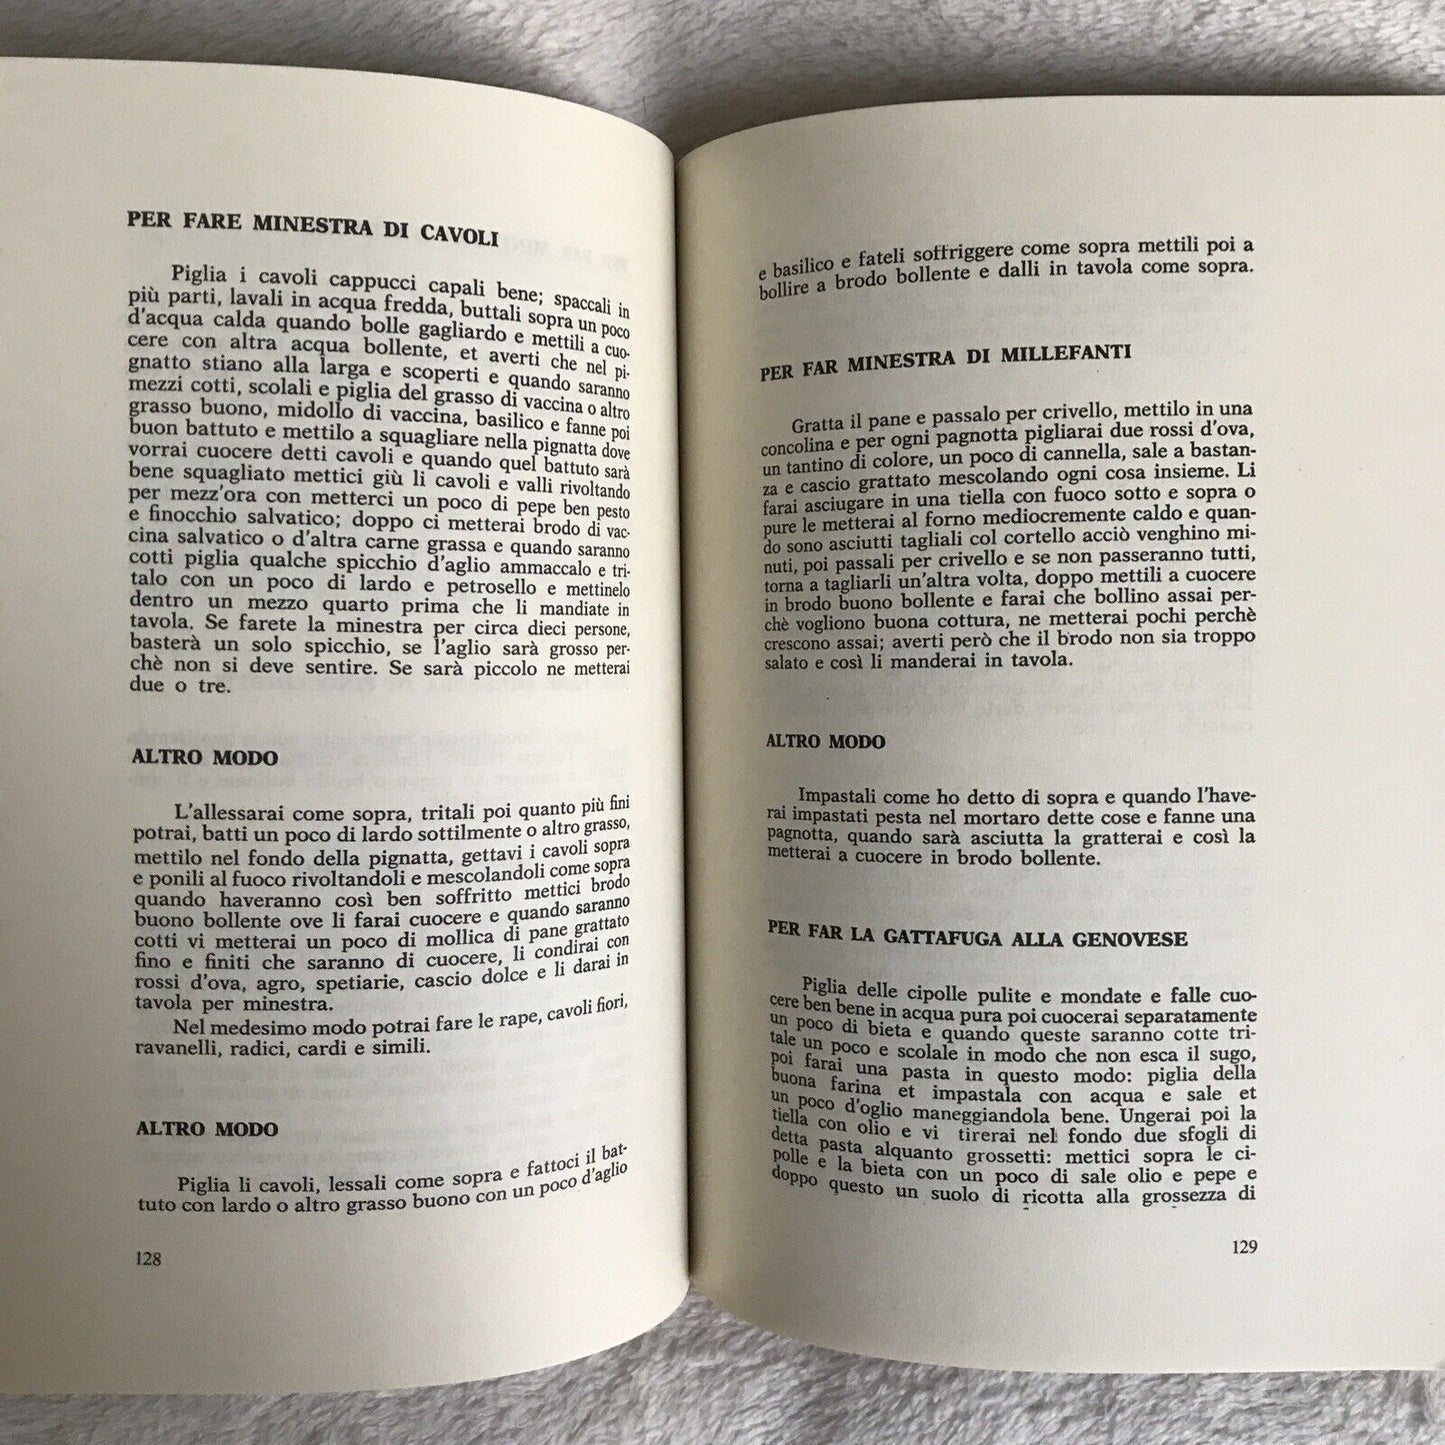 PER FARE MINESTRA DI CAVOLI
Piglia i cavoli cappucci capali bene; spaccali in
più parti, lavali in acqua fredda, buttali sopra un poco
d'acqua calda quando bolle gagliardo e mettili a cuo-
cere con altra acqua bollente, et averti che nel pi-
gnatto stiano alla larga e scoperti e quando saranno
mezzi cotti, scolali e piglia del grasso di vaccina o altro
grasso buono, midollo di vaccina, basilico e fanne poi
buon battuto e mettilo a squagliare nella pignatta dove
vorrai cuocere detti cavoli e quando quel battuto sarà
bene squagliato mettici giù li cavoli e valli rivoltando
per mezz'ora con metterci un poco di pepe ben pesto
e finocchio salvatico; doppo ci metterai brodo di vac-
cina salvatico o d'altra carne grassa e quando saranno
cotti piglia qualche spicchio d'aglio ammaccalo e tri-
talo con un poco di lardo e petrosello e mettinelo
dentro un mezzo quarto prima che li mandiate in
tavola. Se farete la minestra per circa dieci persone,
basterà un solo spicchio, se l'aglio sarà grosso per-
chè non si deve sentire. Se sarà piccolo ne metterai
due o tre.
ALTRO MODO
L'allessarai come sopra, tritali poi quanto più fini
potrai, batti un poco di lardo sottilmente o altro grasso,
mettilo nel fondo della pignatta, gettavi i cavoli sopra
e ponili al fuoco rivoltandoli e mescolandoli come sopra
quando haveranno così ben soffritto mettici brodo
buono bollente ove li farai cuocere e quando saranno
cotti vi metterai un poco di mollica di pane grattato
fino e finiti che saranno di cuocere, li condirai con
rossi d'ova, agro, spetiarie, cascio dolce e li darai in
tavola per minestra.
Nel medesimo modo potrai fare le rape, cavoli fiori,
ravanelli, radici, cardi e simili.
ALTRO MODO
Piglia li cavoli, lessali come sopra e fattoci il bat-
tuto con lardo o altro grasso buono con un poco d'aglio
128
e basilico e fateli soffriggere come sopra mettili poi a
bollire a brodo bollente e dalli in tavola come sopra.
PER FAR MINESTRA DI MILLEFANTI
Gratta il pane e passalo per crivello, mettilo in una
concolina e per ogni pagnotta pigliarai due rossi d'ova,
un tantino di colore, un poco di cannella, sale a bastan-
za e cascio grattato mescolando ogni cosa insieme. Li
farai asciugare in una tiella con fuoco sotto e sopra o
pure le metterai al forno mediocremente caldo e quan-
do sono asciutti tagliali col cortello acciò venghino mi-
nuti, poi passali per crivello e se non passeranno tutti,
torna a tagliarli un'altra volta, doppo mettili a cuocere
in brodo buono bollente e farai che bollino assai per-
chè vogliono buona cottura, ne metterai pochi perchè
crescono assai; averti però che il brodo non sia troppo
salato e così li manderai in tavola.
ALTRO MODO
Impastali come ho detto di sopra e quando l'have-
rai impastati pesta nel mortaro dette cose e fanne una
pagnotta, quando sarà asciutta la gratterai e così la
metterai a cuocere in brodo bollente.
PER FAR LA GATTAFUGA ALLA GENOVESE
Piglia delle cipolle pulite e mondate e falle cuo-
cere ben bene in acqua pura poi cuocerai separatamente
un poco di bieta e quando queste saranno cotte tri-
tale un poco e scolale in modo che non esca il sugo,
poi farai una pasta in questo modo: piglia della
buona farina et impastala con acqua e sale et
un poco d'oglio maneggiandola bene. Ungerai poi la
tiella con olio e vi tirerai nel fondo due sfogli di
detta pasta alquanto grossetti: mettici sopra le ci-
polle e la bieta con un poco di sale olio e pepe e
doppo questo un suolo di ricotta alla grossezza di
129